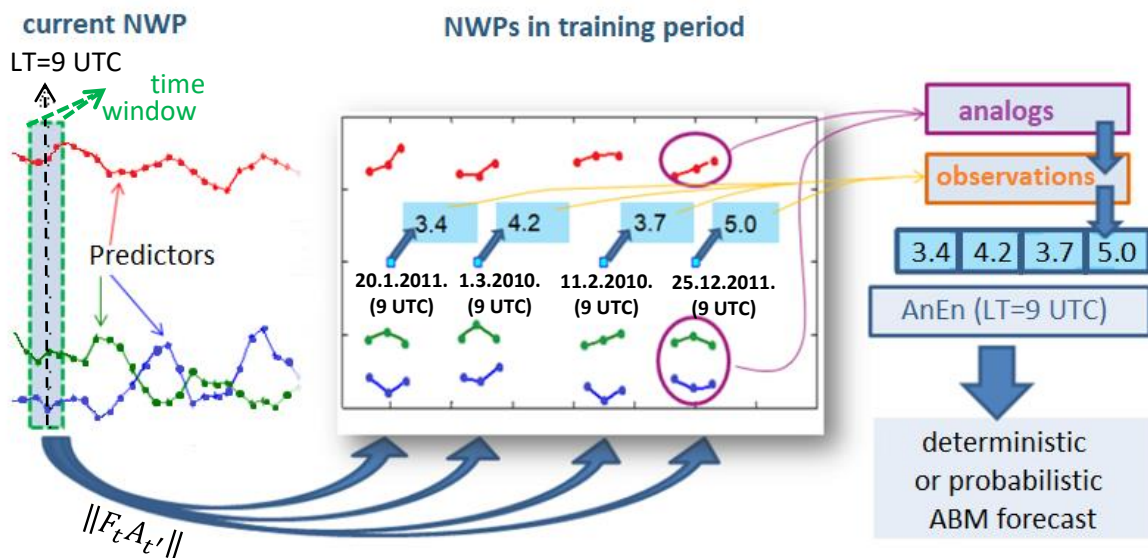 current NWP
NWPs in training period
LT=9 UTC
time
window
Predictors
3.4
4.2
3.7
5.0
20.1.2011.
(9 UTC)
1.3.2010.
(9 UTC)
11.2.2010.
(9 UTC)
25.12.2011.
(9 UTC)
‖F_t A_{t'}‖
analogs
observations
3.4 4.2 3.7 5.0
AnEn (LT=9 UTC)
deterministic
or probabilistic
ABM forecast